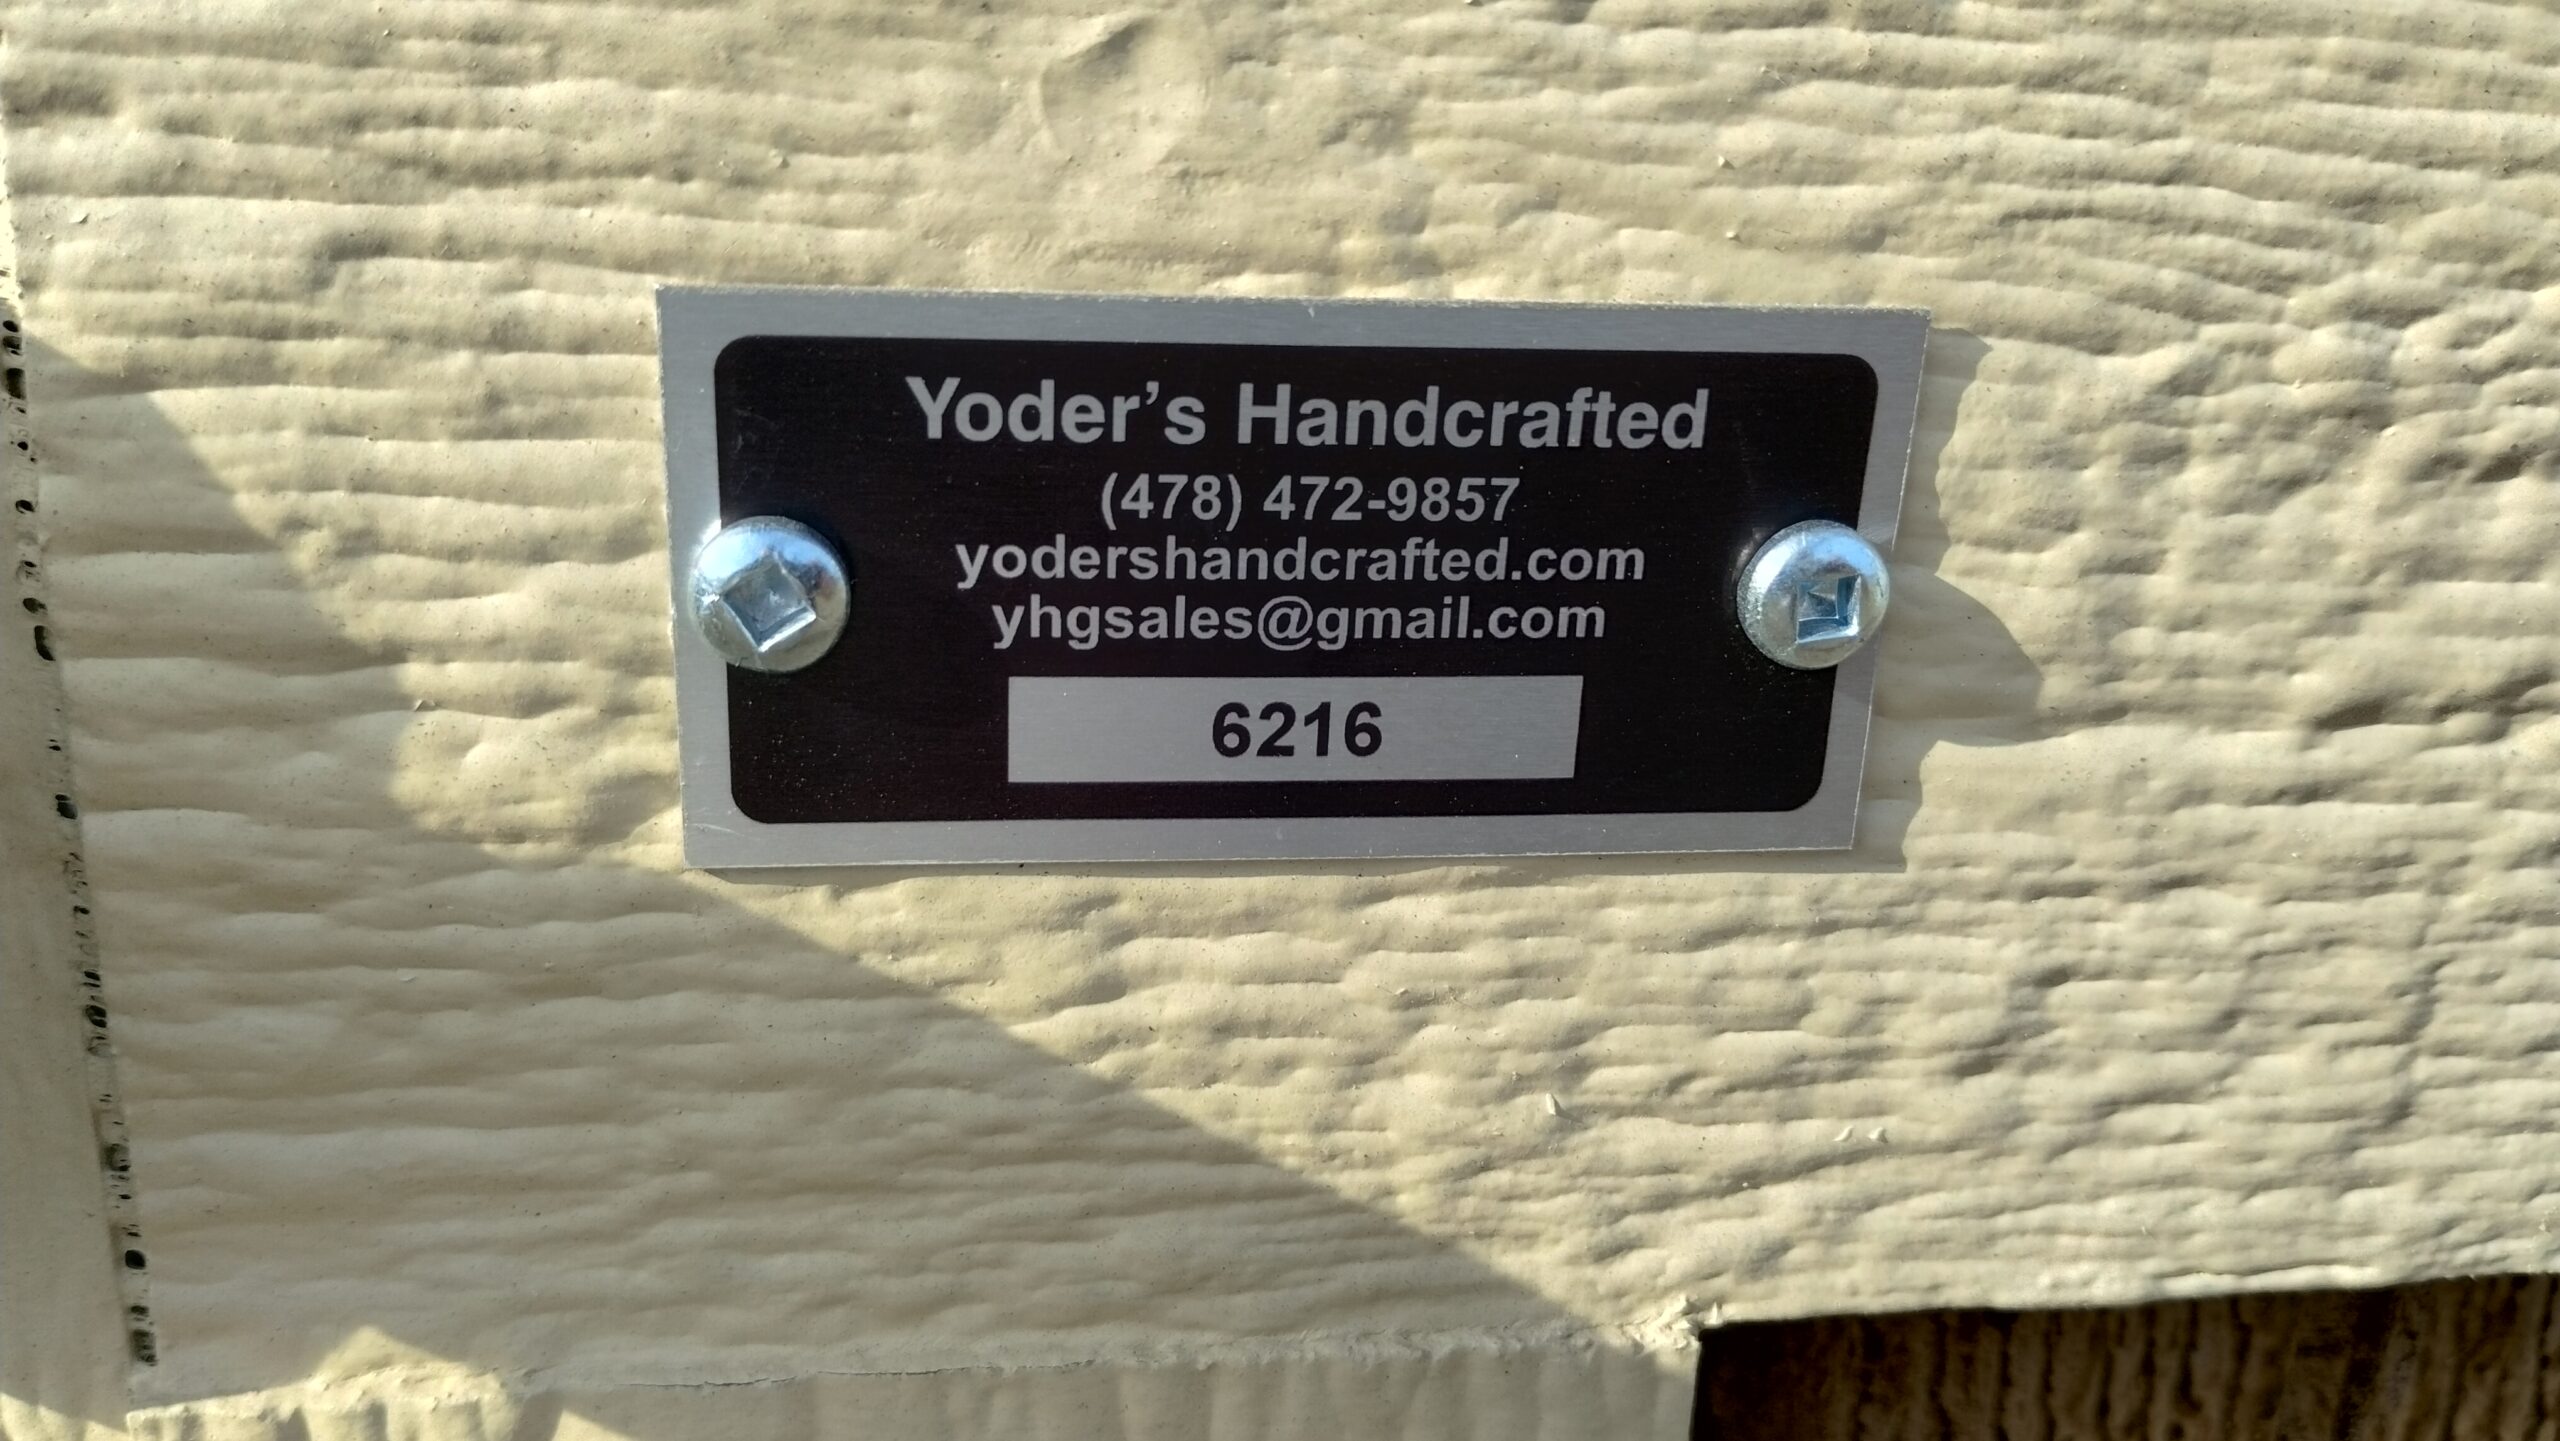 Yoder's Handcrafted
(478) 472-9857
yodershandcrafted.com
yhgsales@gmail.com
6216